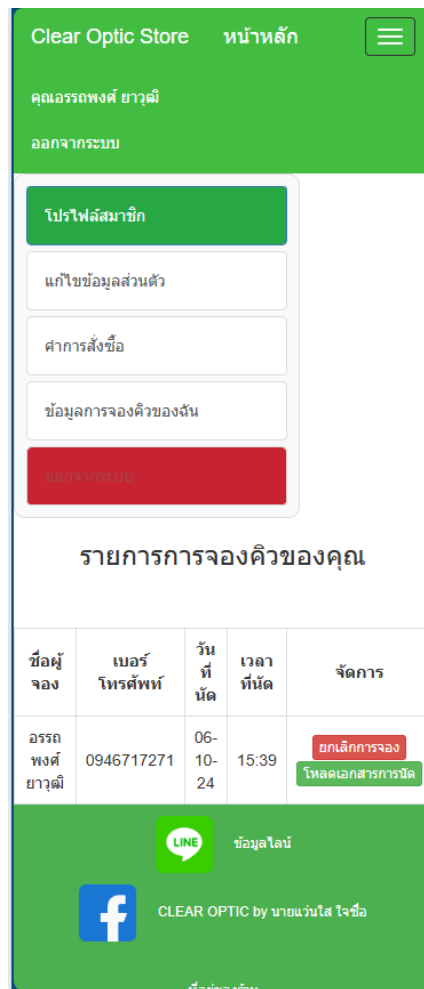 Clear Optic Store หน้าหลัก
คุณอรรถพงศ์ ยาวุฒิ
ออกจากระบบ
โปรไฟล์สมาชิก
แก้ไขข้อมูลส่วนตัว
ศาการสั่งซื้อ
ข้อมูลการจองคิวของฉัน
ออกจากระบบ
รายการการจองคิวของคุณ
ชื่อผู้จอง เบอร์โทรศัพท์ วันที่นัด เวลาที่นัด จัดการ
อรรถพงศ์ ยาวุฒิ 0946717271 06-10-24 15:39 ยกเลิกการจอง
โหลดเอกสารการนัด
LINE ข้อมูลไลน์
CLEAR OPTIC by นายแว่นใส ใจซื่อ